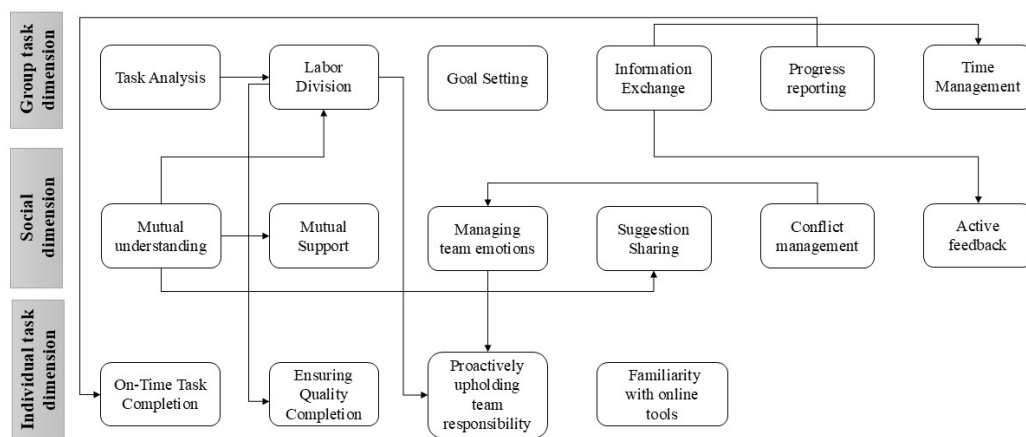 Group task
dimension
Task Analysis
Labor
Division
Goal Setting
Information
Exchange
Progress
reporting
Time
Management
Social
dimension
Mutual
understanding
Mutual
Support
Managing
team emotions
Suggestion
Sharing
Conflict
management
Active
feedback
Individual task
dimension
On-Time Task
Completion
Ensuring
Quality
Completion
Proactively
upholding
team
responsibility
Familiarity
with online
tools